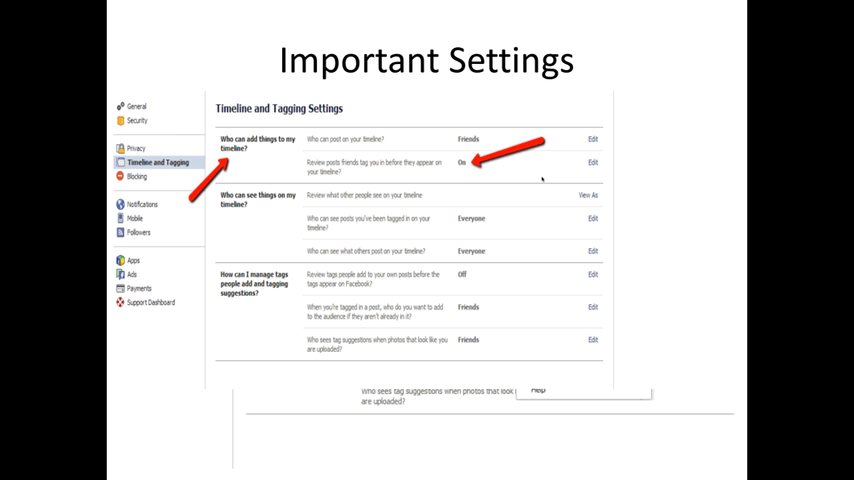 Important Settings
General
Security
Privacy
Timeline and Tagging
Blocking
Notifications
Mobile
Followers
Apps
Ads
Payments
Support Dashboard
Timeline and Tagging Settings
Who can add things to my
timeline?
Who can post on your timeline?
Friends
Edit
Review posts friends tag you in before they appear on
your timeline?
On
Edit
Who can see things on my
timeline?
Review what other people see on your timeline
View As
Who can see posts you've been tagged in on your
timeline?
Everyone
Edit
Who can see what others post on your timeline?
Everyone
Edit
How can I manage tags
people add and tagging
suggestions?
Review tags people add to your own posts before the
tags appear on Facebook?
Off
Edit
When you're tagged in a post, who do you want to add
to the audience if they aren't already in it?
Friends
Edit
Who sees tag suggestions when photos that look like you
are uploaded?
Friends
Edit
Who sees tag suggestions when photos that look
are uploaded?
Help